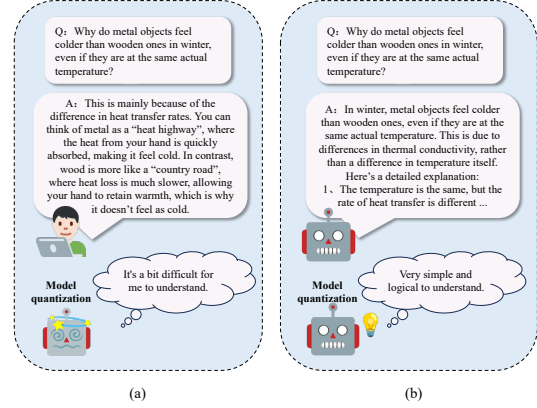 Q: Why do metal objects feel
colder than wooden ones in winter,
even if they are at the same actual
temperature?
A: This is mainly because of the
difference in heat transfer rates. You can
think of metal as a “heat highway”, where
the heat from your hand is quickly
absorbed, making it feel cold. In contrast,
wood is more like a “country road”,
where heat loss is much slower, allowing
your hand to retain warmth, which is why
it doesn’t feel as cold.
It's a bit difficult for
me to understand.
Model
quantization
(a)
Q: Why do metal objects feel
colder than wooden ones in winter,
even if they are at the same actual
temperature?
A: In winter, metal objects feel colder
than wooden ones, even if they are at the
same actual temperature. This is due to
differences in thermal conductivity, rather
than a difference in temperature itself.
Here’s a detailed explanation:
1、The temperature is the same, but the
rate of heat transfer is different ...
Very simple and
logical to understand.
Model
quantization
(b)